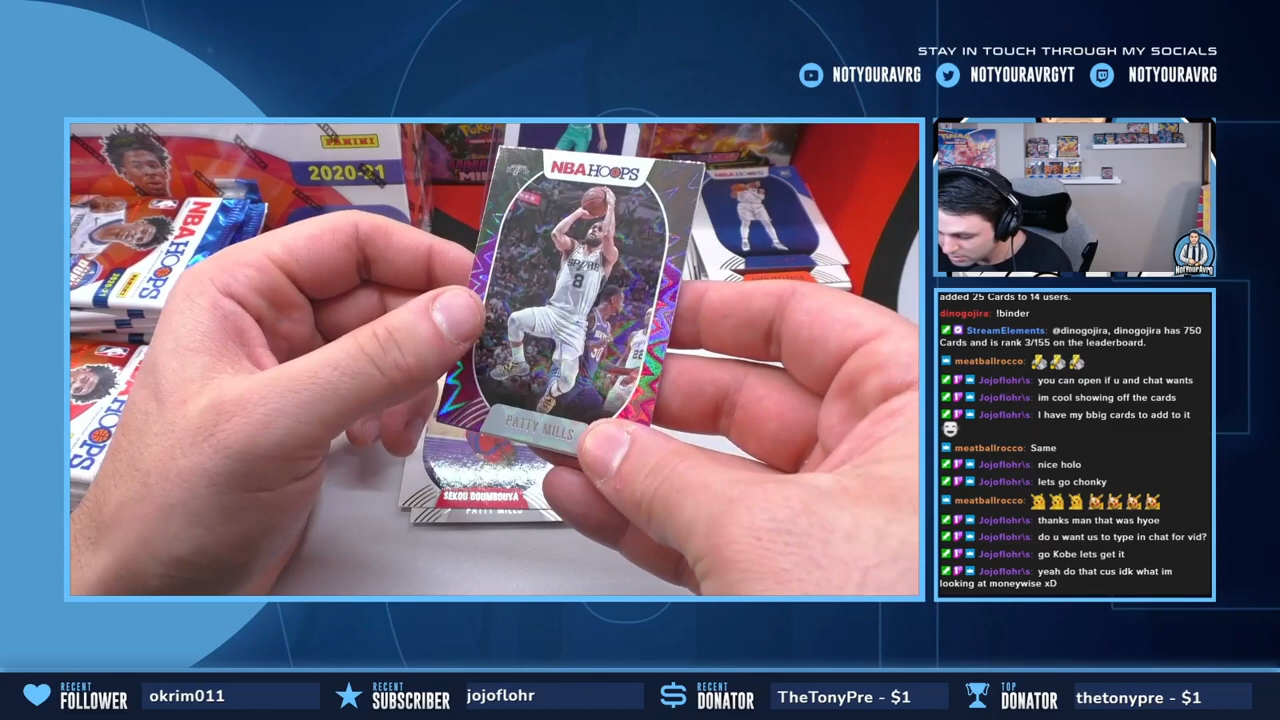 STAY IN TOUCH THROUGH MY SOCIALS
NOTYOURAVRG
NOTYOURAVRGYT
NOTYOURAVRG
PANINI
2020-21
NBA HOOPS
NBA HOOPS
PATTY MILLS
SPURS
8
SEKOU DOUMBOUYA
PATTY MILLS
NBA HOOPS
HOOPS
NotYourAvrg
added 25 Cards to 14 users.
dinogojira: !binder
StreamElements: @dinogojira, dinogojira has 750
Cards and is rank 3/155 on the leaderboard.
meatballrocco:
Jojoflohr\s: you can open if u and chat wants
Jojoflohr\s: im cool showing off the cards
Jojoflohr\s: I have my bbig cards to add to it
meatballrocco: Same
Jojoflohr\s: nice holo
Jojoflohr\s: lets go chonky
meatballrocco:
Jojoflohr\s: thanks man that was hyoe
Jojoflohr\s: do u want us to type in chat for vid?
Jojoflohr\s: go Kobe lets get it
Jojoflohr\s: yeah do that cus idk what im
looking at moneywise xD
RECENT FOLLOWER okrim011
RECENT SUBSCRIBER jojoflohr
RECENT DONATOR TheTonyPre - $1
TOP DONATOR thetonypre - $1